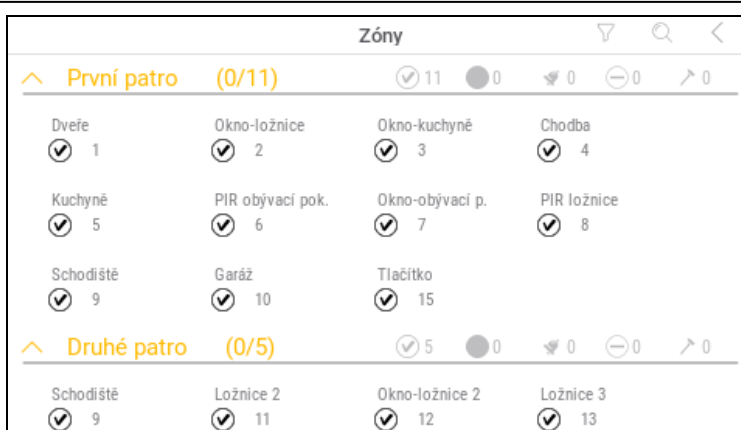 Zóny
První patro (0/11) 11 0 0 0 0
Dveře Okno-ložnice Okno-kuchyně Chodba
1 2 3 4
Kuchyně PIR obývací pok. Okno-obývací p. PIR ložnice
5 6 7 8
Schodiště Garáž Tlačítko
9 10 15
Druhé patro (0/5) 5 0 0 0 0
Schodiště Ložnice 2 Okno-ložnice 2 Ložnice 3
9 11 12 13